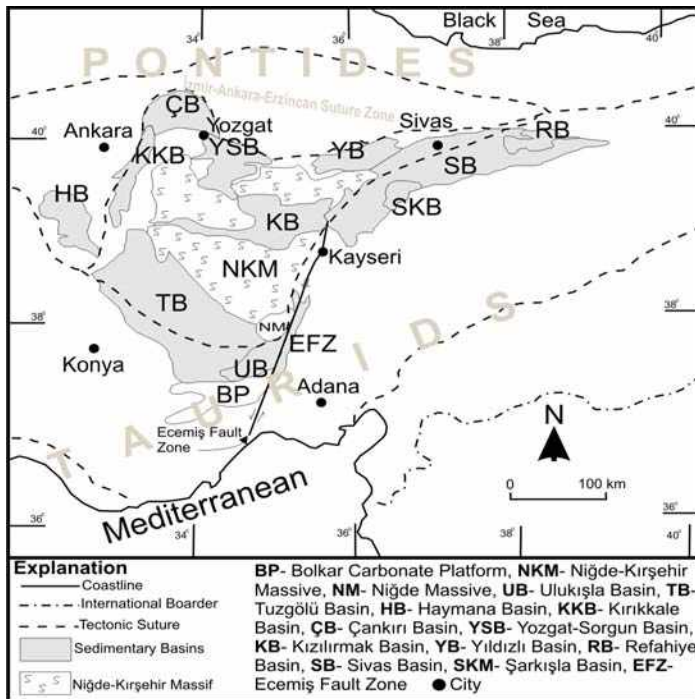 34°
36°
38°
40°
Black Sea
PONTIDES
İzmir-Ankara-Erzincan Suture Zone
ÇB
40°
Ankara
Yozgat
Sivas
RB
40°
KKB
YSB
YB
SB
HB
SKB
KB
Kayseri
NKM
TB
38°
38°
NM
EFZ
Konya
UB
Adana
BP
TAURIDS
N
Ecemiş Fault
Zone
0 100 km
Mediterranean
36°
36°
34°
36°
38°
40°
Explanation
Coastline
International Boarder
Tectonic Suture
Sedimentary Basins
Niğde-Kırşehir Massif
BP- Bolkar Carbonate Platform, NKM- Niğde-Kırşehir
Massive, NM- Niğde Massive, UB- Ulukışla Basin, TB-
Tuzgölü Basin, HB- Haymana Basin, KKB- Kırıkkale
Basin, ÇB- Çankırı Basin, YSB- Yozgat-Sorgun Basin,
KB- Kızılırmak Basin, YB- Yıldızlı Basin, RB- Refahiye
Basin, SB- Sivas Basin, SKM- Şarkışla Basin, EFZ-
Ecemiş Fault Zone
City